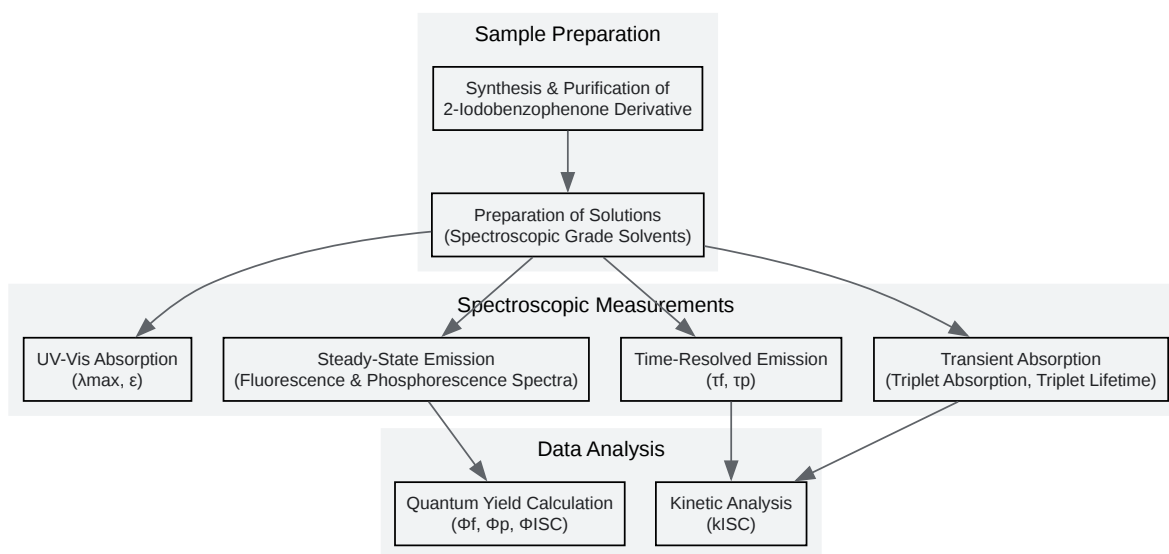 Sample Preparation
Synthesis & Purification of
2-Iodobenzophenone Derivative
Preparation of Solutions
(Spectroscopic Grade Solvents)
Spectroscopic Measurements
UV-Vis Absorption
(λmax, ε)
Steady-State Emission
(Fluorescence & Phosphorescence Spectra)
Time-Resolved Emission
(τf, τp)
Transient Absorption
(Triplet Absorption, Triplet Lifetime)
Data Analysis
Quantum Yield Calculation
(Φf, Φp, ΦISC)
Kinetic Analysis
(kISC)